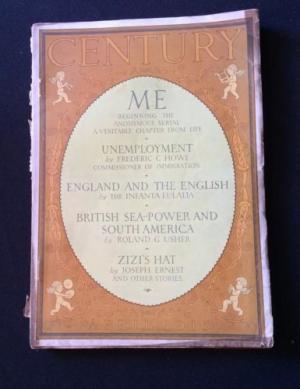 CENTURY
ME
BEGINNING THE
ANONYMOUS SERIAL
A VERITABLE CHAPTER FROM LIFE
UNEMPLOYMENT
by FREDERIC C HOWE
COMMISSIONER OF IMMIGRATION
ENGLAND AND THE ENGLISH
by THE INFANTA EULALIA
BRITISH SEA-POWER AND
SOUTH AMERICA
by ROLAND G USHER
ZIZI'S HAT
by JOSEPH ERNEST
AND OTHER STORIES